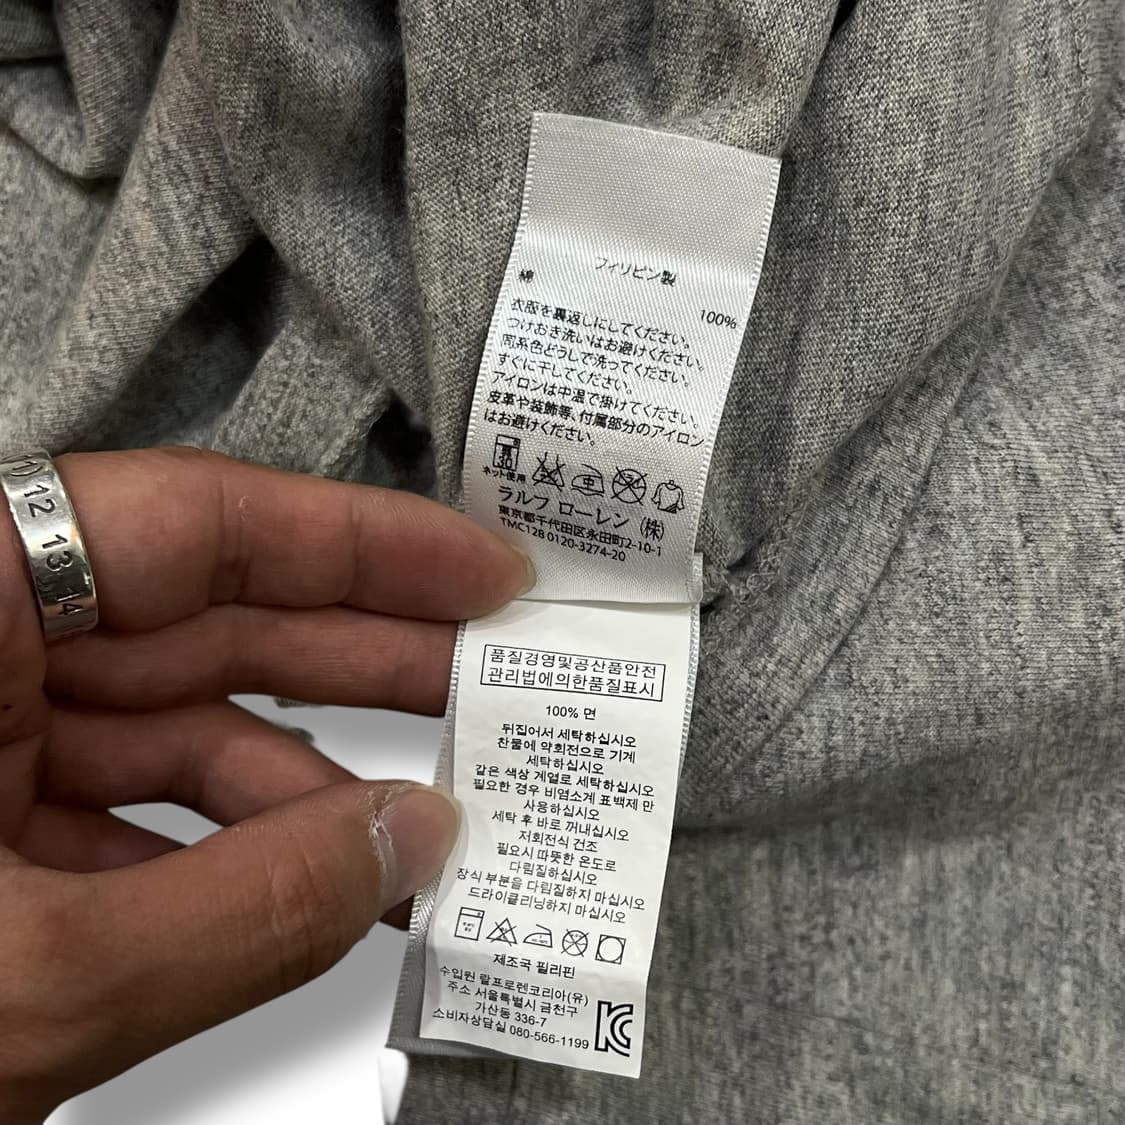 フィリピン製
綿 100%
衣服を裏返しにしてください。
つけおき洗いはお避けください。
同系色どうしで洗ってください。
すぐに干してください。
アイロンは中温で掛けてください。
皮革や装飾等、付属部分のアイロン
はお避けください。
30
中
ネット使用
ラルフ ローレン (株)
東京都千代田区永田町2-10-1
TMC128 0120-3274-20
12 13 14
품질경영및공산품안전
관리법에의한품질표시
100% 면
뒤집어서 세탁하십시오
찬물에 약회전으로 기계
세탁하십시오
같은 색상 계열로 세탁하십시오
필요한 경우 비염소계 표백제 만
사용하십시오
세탁 후 바로 꺼내십시오
저회전식 건조
필요시 따뜻한 온도로
다림질하십시오
장식 부분을 다림질하지 마십시오
드라이클리닝하지 마십시오
제조국 필리핀
수입원 랄프로렌코리아(유)
주소 서울특별시 금천구
가산동 336-7
소비자상담실 080-566-1199